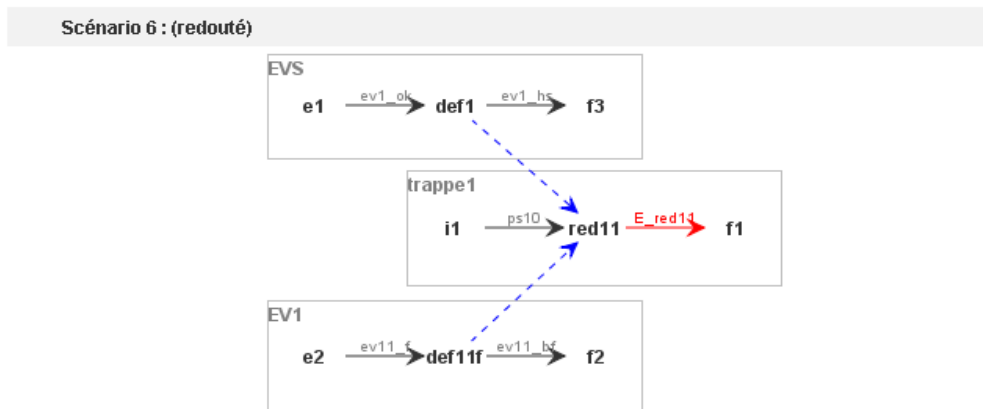 Scénario 6 : (redouté)
EVS
e1 ev1_ok def1 ev1_hs f3
trappe1
i1 ps10 red11 E_red11 f1
EV1
e2 ev11_f def11f ev11_bf f2